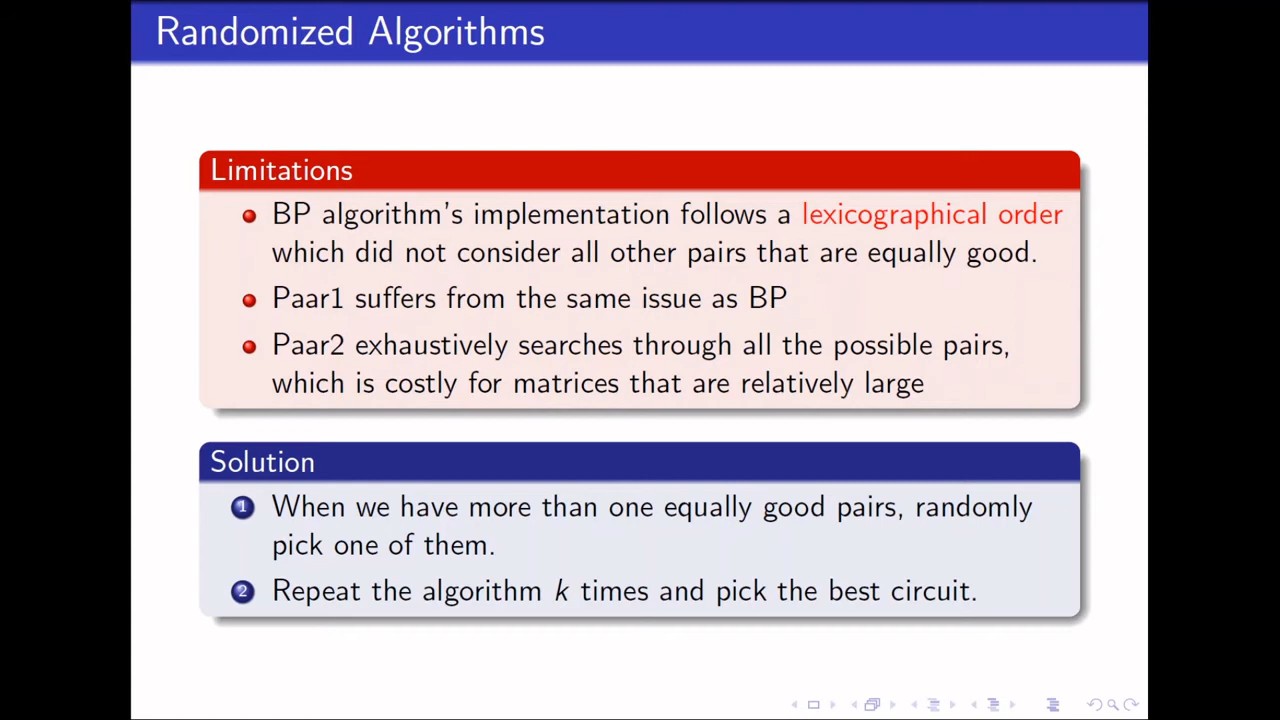 Randomized Algorithms
Limitations
BP algorithm's implementation follows a lexicographical order
which did not consider all other pairs that are equally good.
Paar1 suffers from the same issue as BP
Paar2 exhaustively searches through all the possible pairs,
which is costly for matrices that are relatively large
Solution
1 When we have more than one equally good pairs, randomly
pick one of them.
2 Repeat the algorithm k times and pick the best circuit.